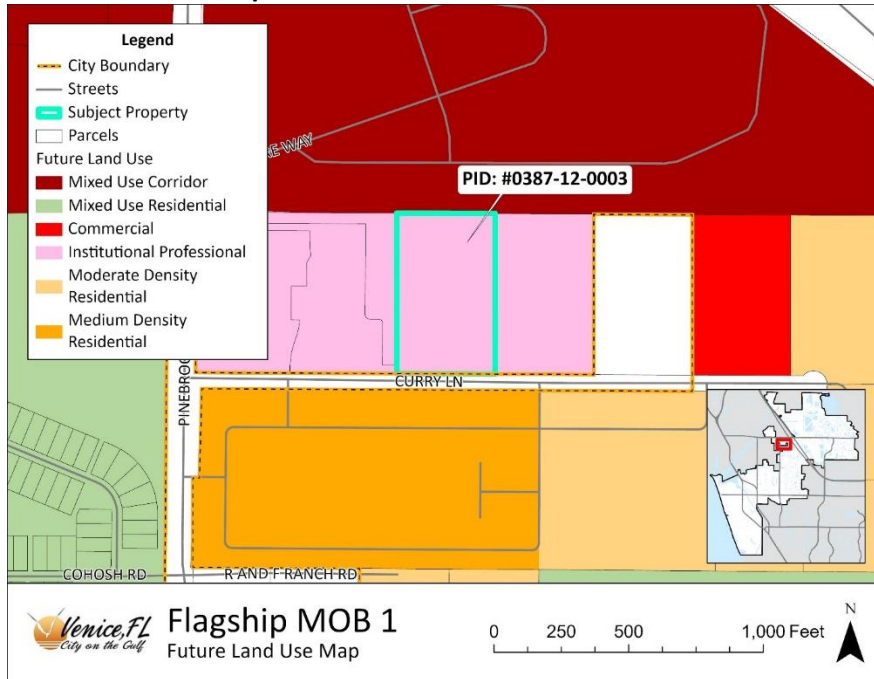 Legend
City Boundary
Streets
Subject Property
Parcels
Future Land Use
Mixed Use Corridor
Mixed Use Residential
Commercial
Institutional Professional
Moderate Density
Residential
Medium Density
Residential
WAY
PID: #0387-12-0003
CURRY LN
COHOSH RD
R AND F RANCH RD
Venice, FL
City on the Gulf
Flagship MOB 1
Future Land Use Map
0 250 500 1,000 Feet
N